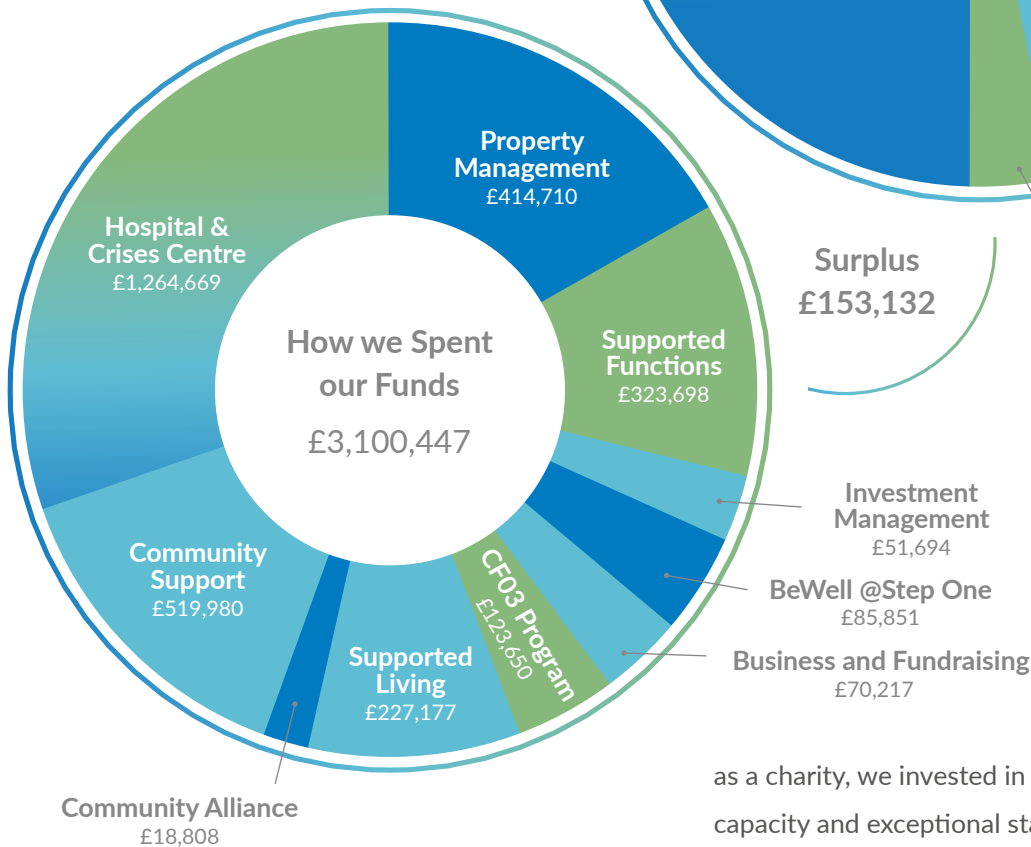 Property
Management
£414,710
Hospital &
Crises Centre
£1,264,669
How we Spent
our Funds
£3,100,447
Supported
Functions
£323,698
Surplus
£153,132
Investment
Management
£51,694
BeWell @Step One
£85,851
Business and Fundraising
£70,217
CF03 Program
£123,650
Supported
Living
£227,177
Community
Support
£519,980
Community Alliance
£18,808
as a charity, we invested in
capacity and exceptional